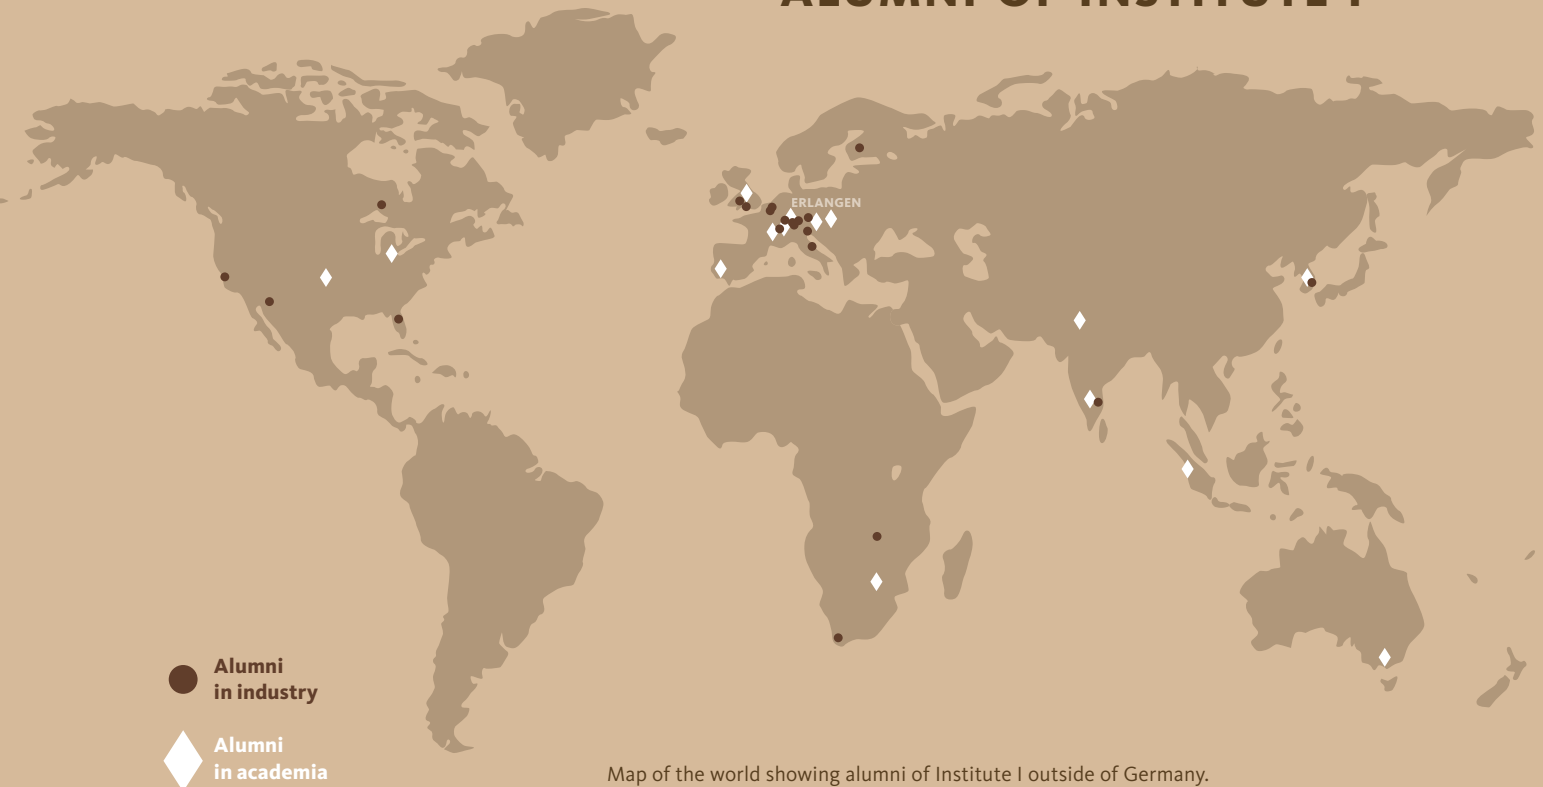 ALUMNI OF INSTITUTE I
ERLANGEN
Alumni
in industry
Alumni
in academia
Map of the world showing alumni of Institute I outside of Germany.